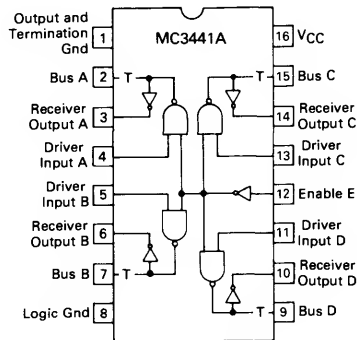 Output and
Termination
Gnd
1
MC3441A
16
VCC
Bus A
2
T
T
15
Bus C
Receiver
Output A
3
14
Receiver
Output C
Driver
Input A
4
13
Driver
Input C
Driver
Input B
5
12
Enable E
Receiver
Output B
6
11
Driver
Input D
Bus B
7
T
10
Receiver
Output D
Logic Gnd
8
T
9
Bus D